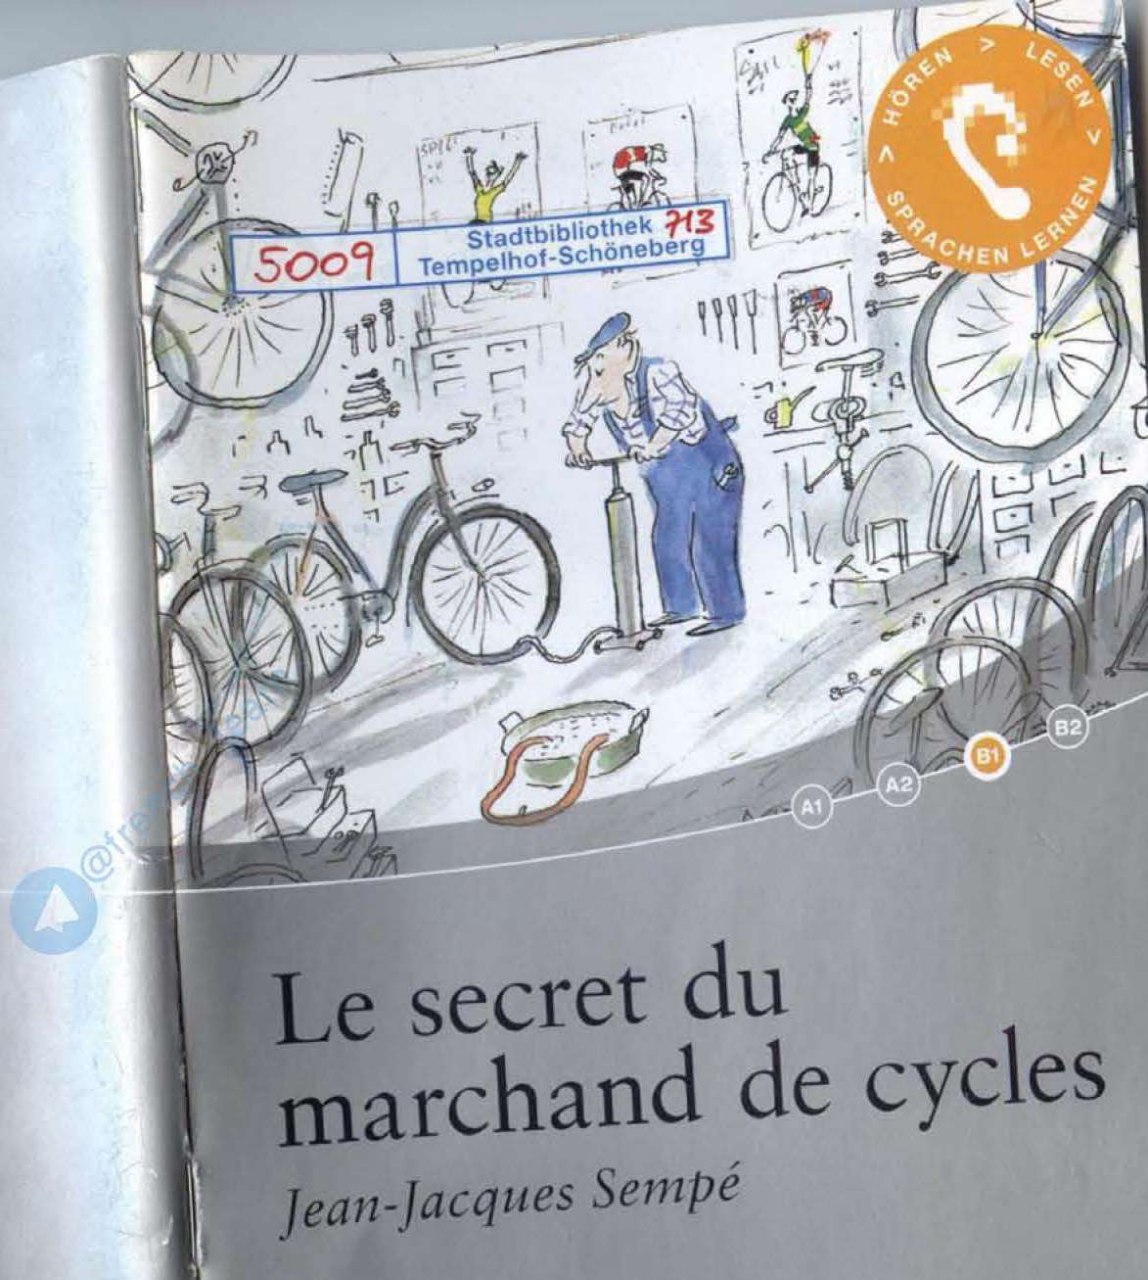 > HÖREN > LESEN >
SPRACHEN LERNEN
5009
Stadtbibliothek 713
Tempelhof-Schöneberg
A1
A2
B1
B2
Le secret du
marchand de cycles
Jean-Jacques Sempé